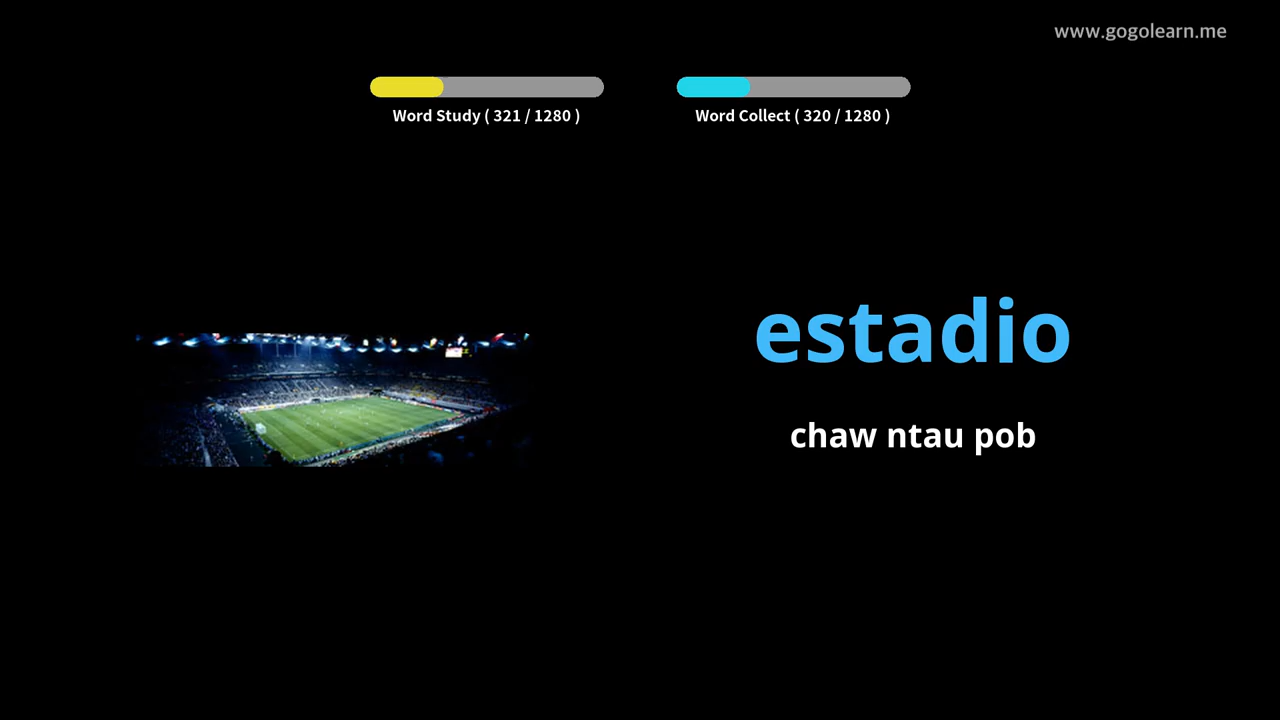 www.gogolearn.me
Word Study ( 321 / 1280 )
Word Collect ( 320 / 1280 )
estadio
chaw ntau pob